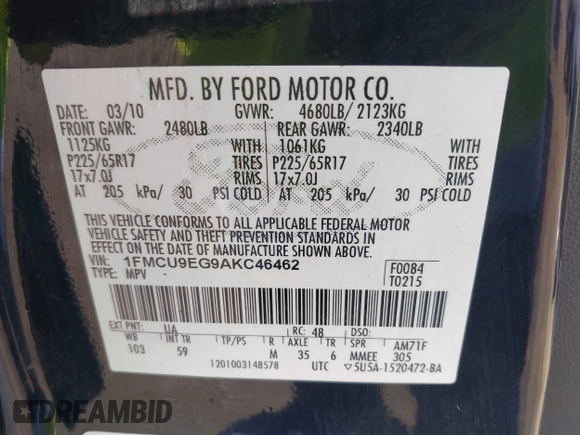 MFD. BY FORD MOTOR CO.
DATE: 03/10 GVWR: 4680LB/ 2123KG
FRONT GAWR: 2480LB REAR GAWR: 2340LB
1125KG WITH 1061KG WITH
P225/65R17 TIRES P225/65R17 TIRES
17x7.0J RIMS 17x7.0J RIMS
AT 205 kPa/ 30 PSI COLD AT 205 kPa/ 30 PSI COLD
THIS VEHICLE CONFORMS TO ALL APPLICABLE FEDERAL MOTOR
VEHICLE SAFETY AND THEFT PREVENTION STANDARDS IN
EFFECT ON THE DATE OF MANUFACTURE SHOWN ABOVE.
VIN: 1FMCU9EG9AKC46462 F0084
TYPE: MPV T0215
EXT PNT: UA RC: 48 DSO:
WB INT TR TP/PS R AXLE TR SPR AM71F
103 59 M 35 6 MMEE 305
1201003148578 UTC 5U5A-1520472-BA
DREAMBID